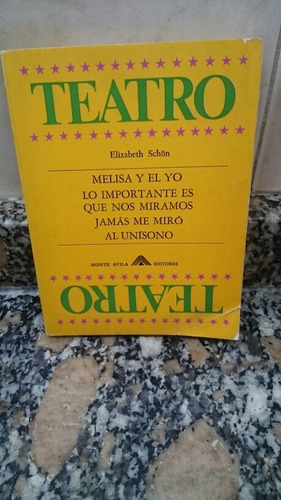 TEATRO
Elizabeth Schön
MELISA Y EL YO
LO IMPORTANTE ES
QUE NOS MIRAMOS
JAMÁS ME MIRÓ
AL UNÍSONO
MONTE AVILA EDITORES
TEATRO